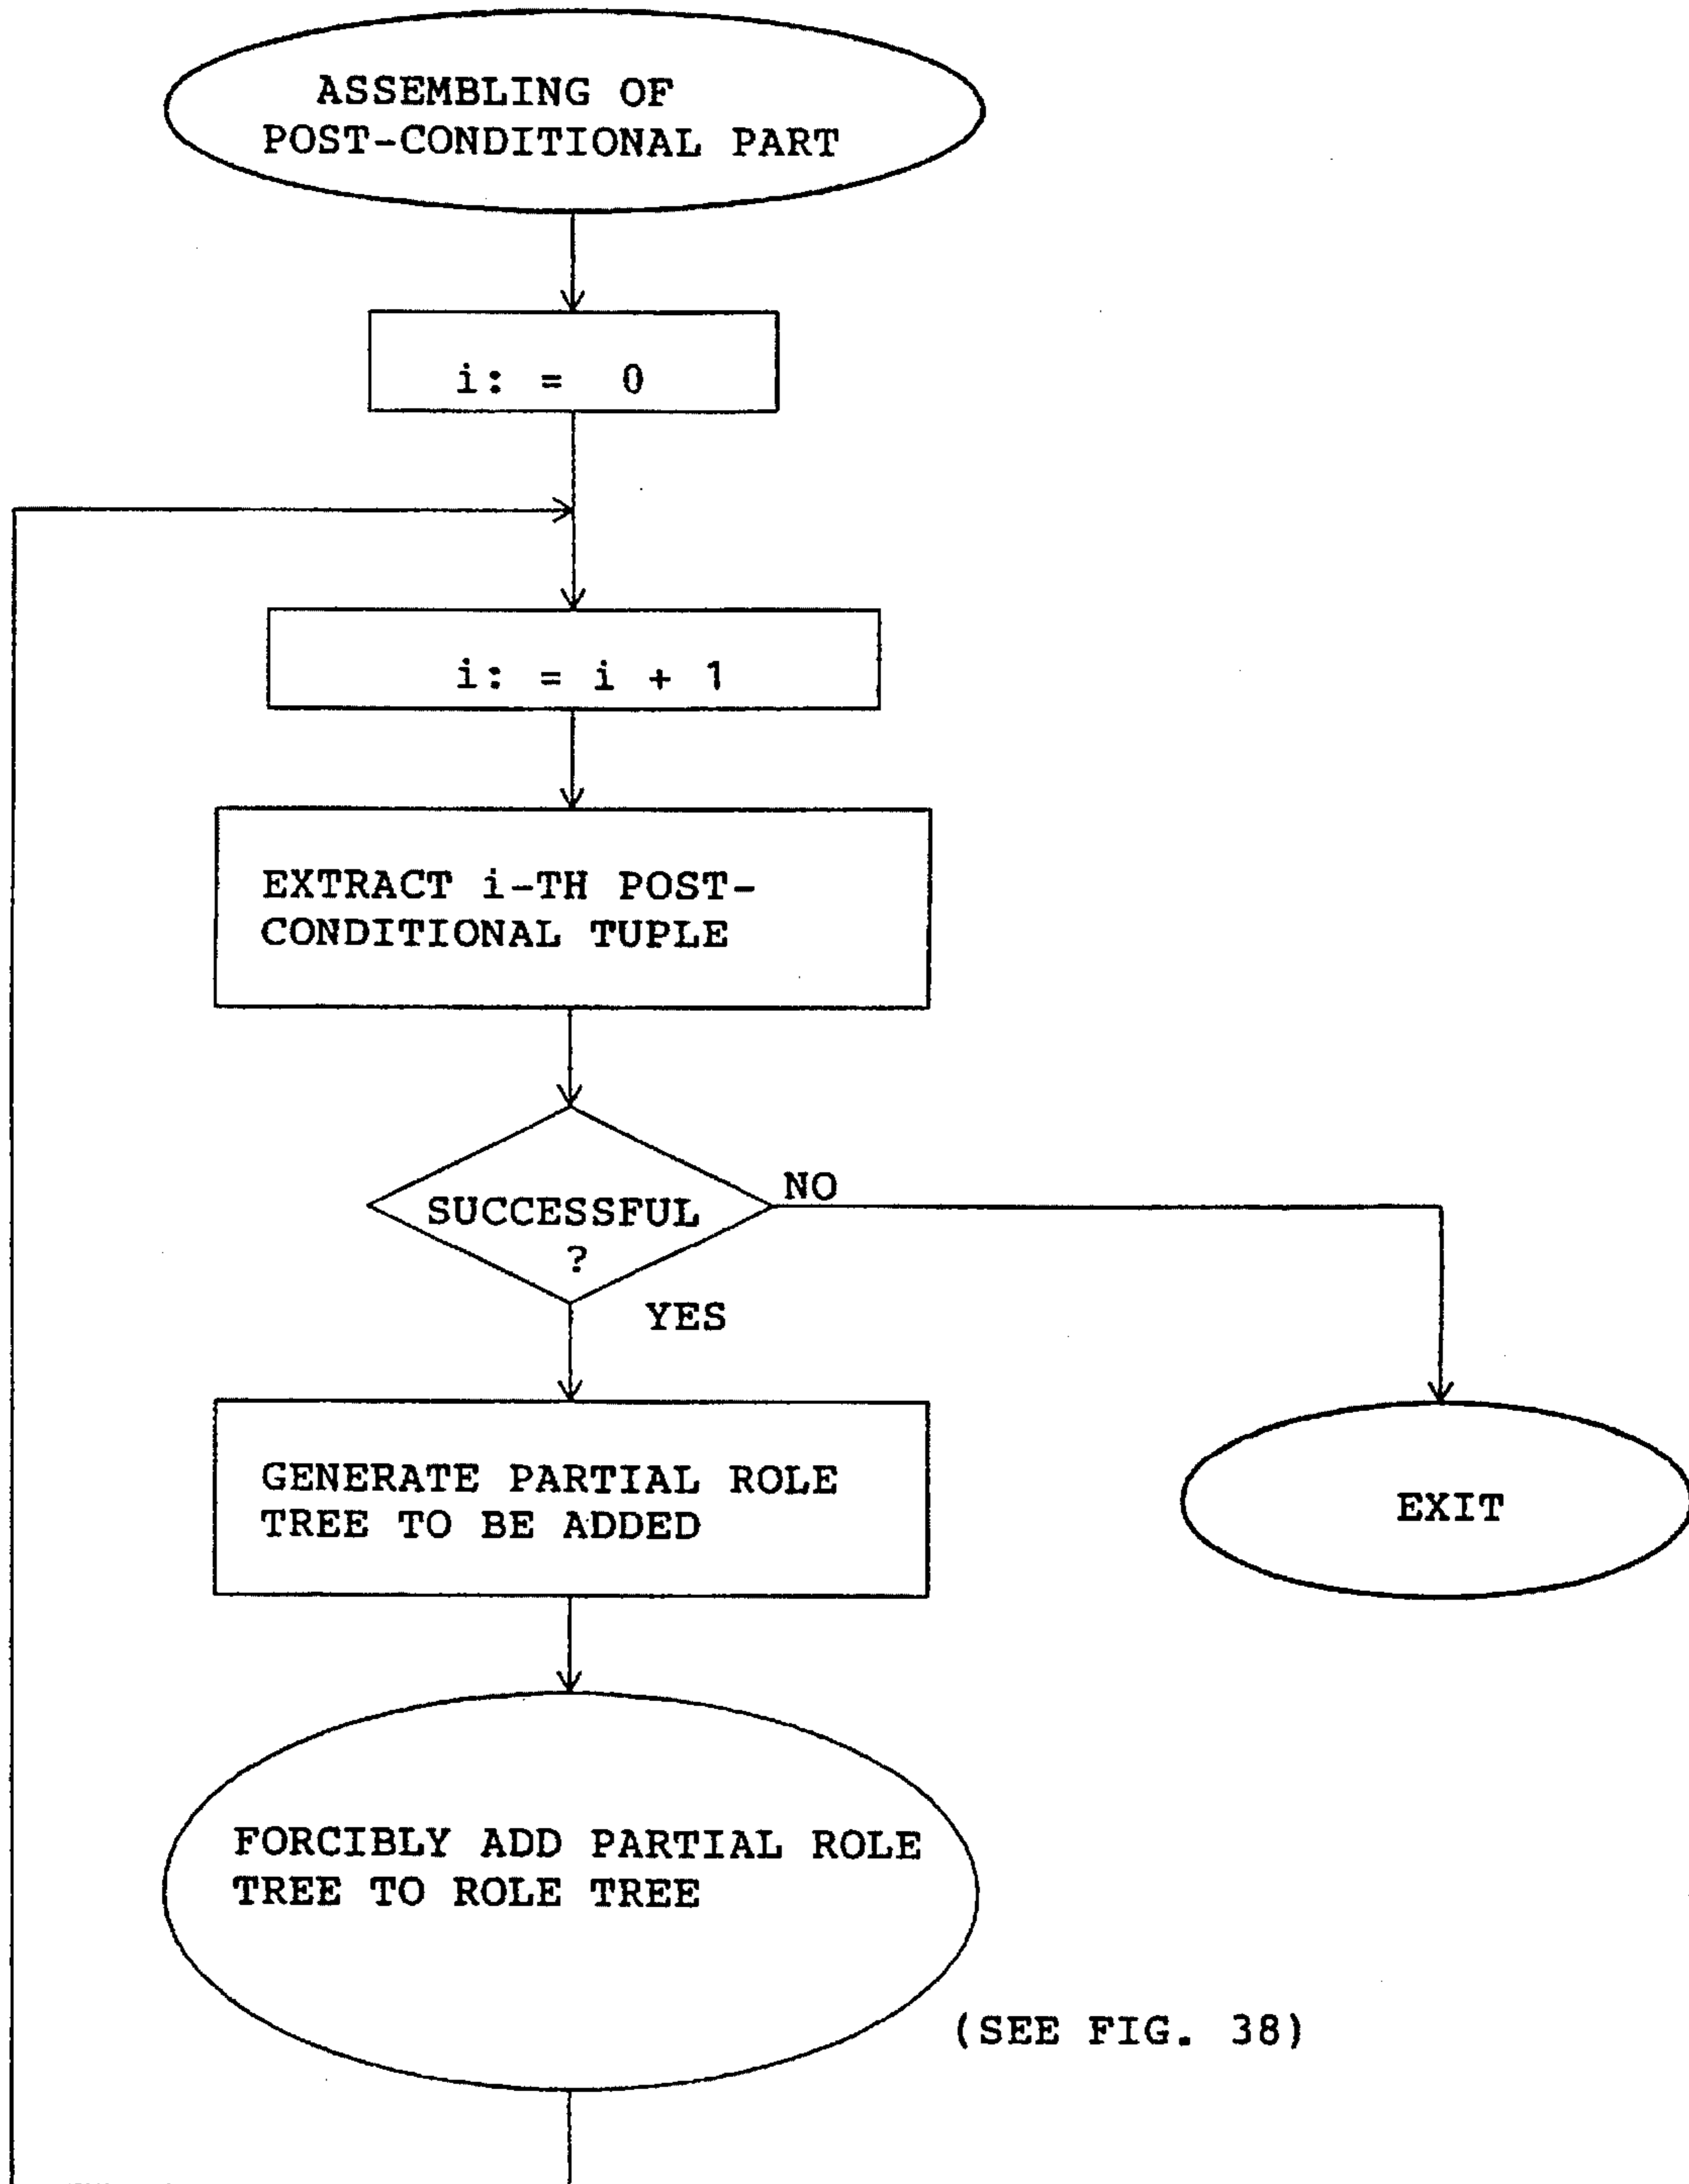 ASSEMBLING OF
POST-CONDITIONAL PART
i: = 0
i: = i + 1
EXTRACT i-TH POST-
CONDITIONAL TUPLE
SUCCESSFUL
?
NO
YES
GENERATE PARTIAL ROLE
TREE TO BE ADDED
EXIT
FORCIBLY ADD PARTIAL ROLE
TREE TO ROLE TREE
(SEE FIG. 38)